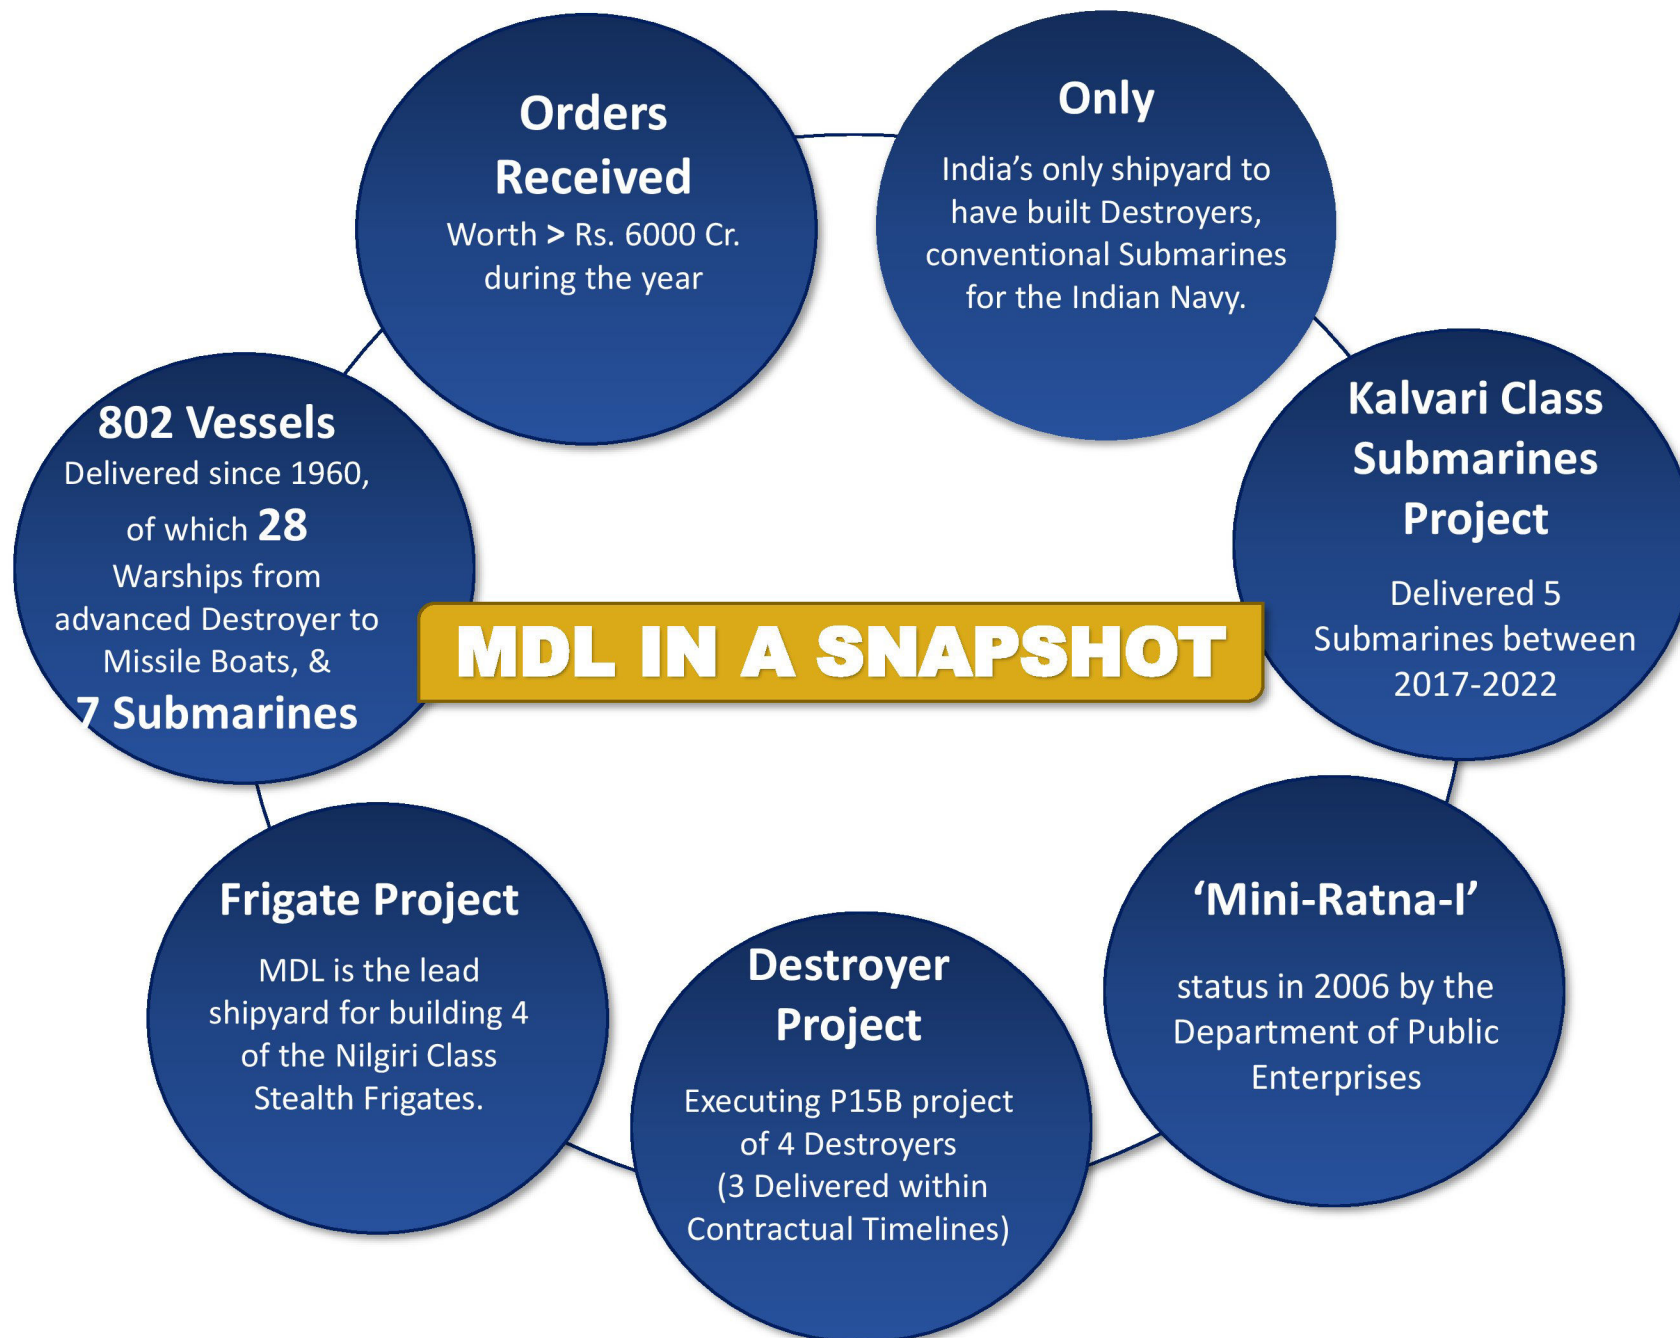 Orders
Received
Worth > Rs. 6000 Cr.
during the year
Only
India’s only shipyard to
have built Destroyers,
conventional Submarines
for the Indian Navy.
Kalvari Class
Submarines
Project
Delivered 5
Submarines between
2017-2022
802 Vessels
Delivered since 1960,
of which 28
Warships from
advanced Destroyer to
Missile Boats, &
7 Submarines
MDL IN A SNAPSHOT
Frigate Project
MDL is the lead
shipyard for building 4
of the Nilgiri Class
Stealth Frigates.
Destroyer
Project
Executing P15B project
of 4 Destroyers
(3 Delivered within
Contractual Timelines)
‘Mini-Ratna-I’
status in 2006 by the
Department of Public
Enterprises